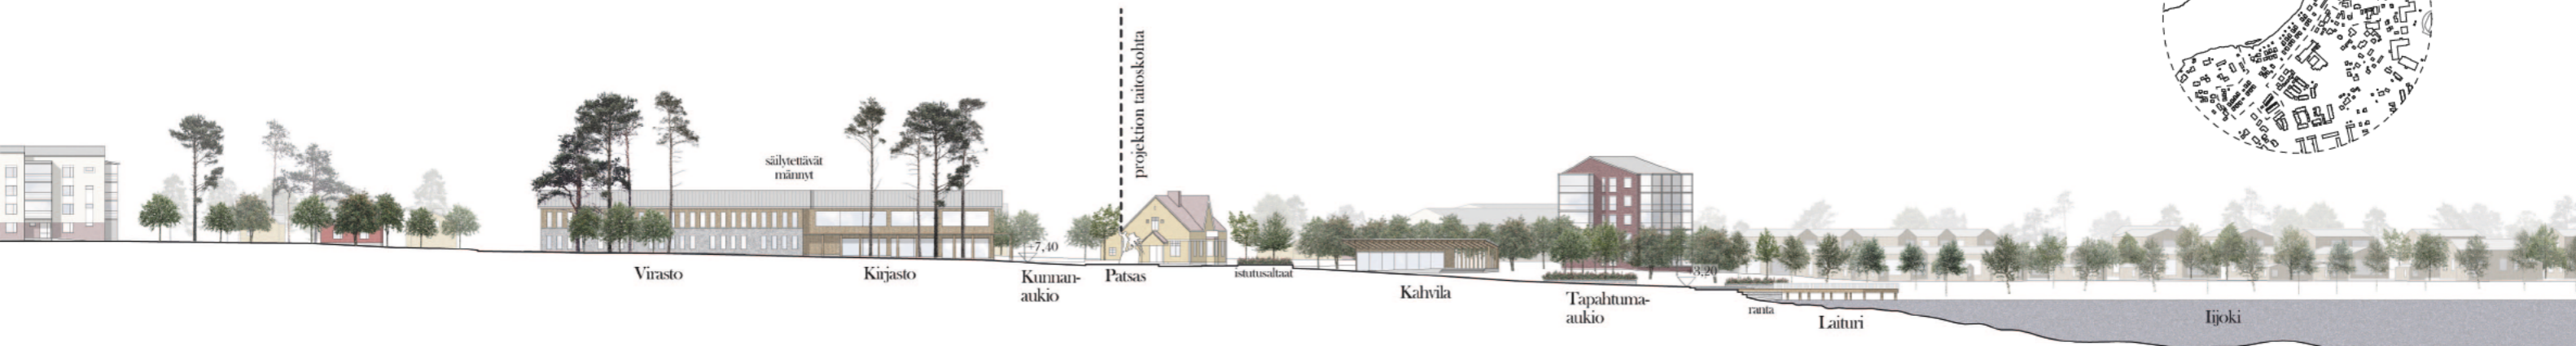 projektion taitoskohta
säilytettävät
männyt
+7,40
3,20
Virasto
Kirjasto
Kunnan-
aukio
Patsas
istutusaltaat
Kahvila
Tapahtuma-
aukio
ranta
Laituri
Iijoki